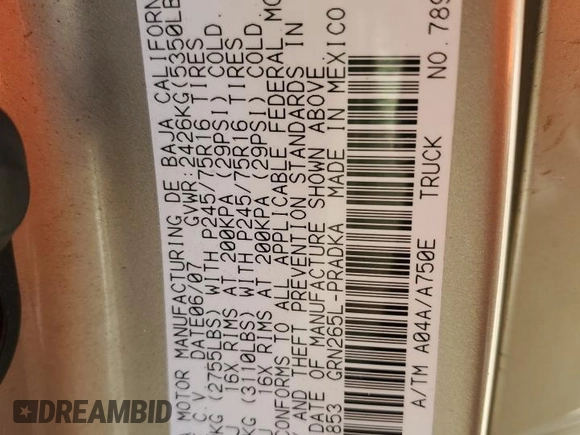 MOTOR MANUFACTURING DE BAJA CALIFORN
C.V. DATE06/07 GVWR:2426KG(5350LB
KG (2755LBS) WITH P245/75R16 TIRES
16X RIMS AT 200KPA (29PSI) COLD.
KG (3110LBS) WITH P245/75R16 TIRES
16X RIMS AT 200KPA (29PSI) COLD.
CONFORMS TO ALL APPLICABLE FEDERAL MO
AND THEFT PREVENTION STANDARDS IN
DATE OF MANUFACTURE SHOWN ABOVE.
853 GRN265L-PRADKA MADE IN MEXICO
A/TM A04A/A750E TRUCK NO.789
DREAMBID